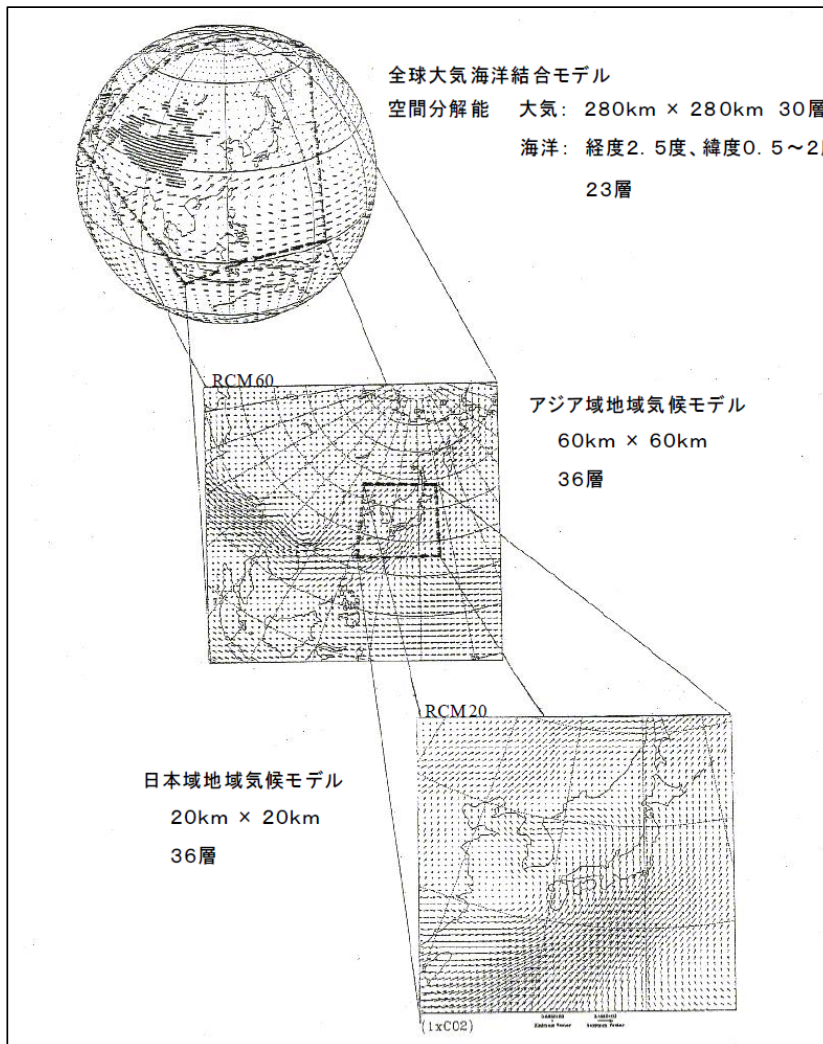 全球大気海洋結合モデル
空間分解能 大気: 280km × 280km 30層
海洋: 経度2. 5度、緯度0. 5～2
23層
RCM60
アジア域地域気候モデル
60km × 60km
36層
RCM20
日本域地域気候モデル
20km × 20km
36層
(1xCO2)